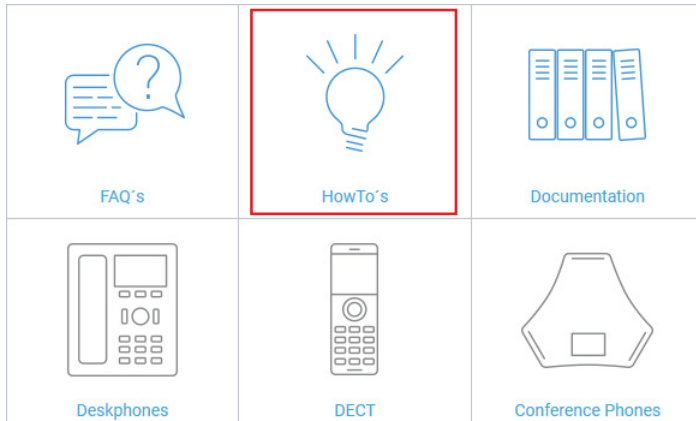 ?
FAQ´s
HowTo´s
Documentation
Deskphones
DECT
Conference Phones